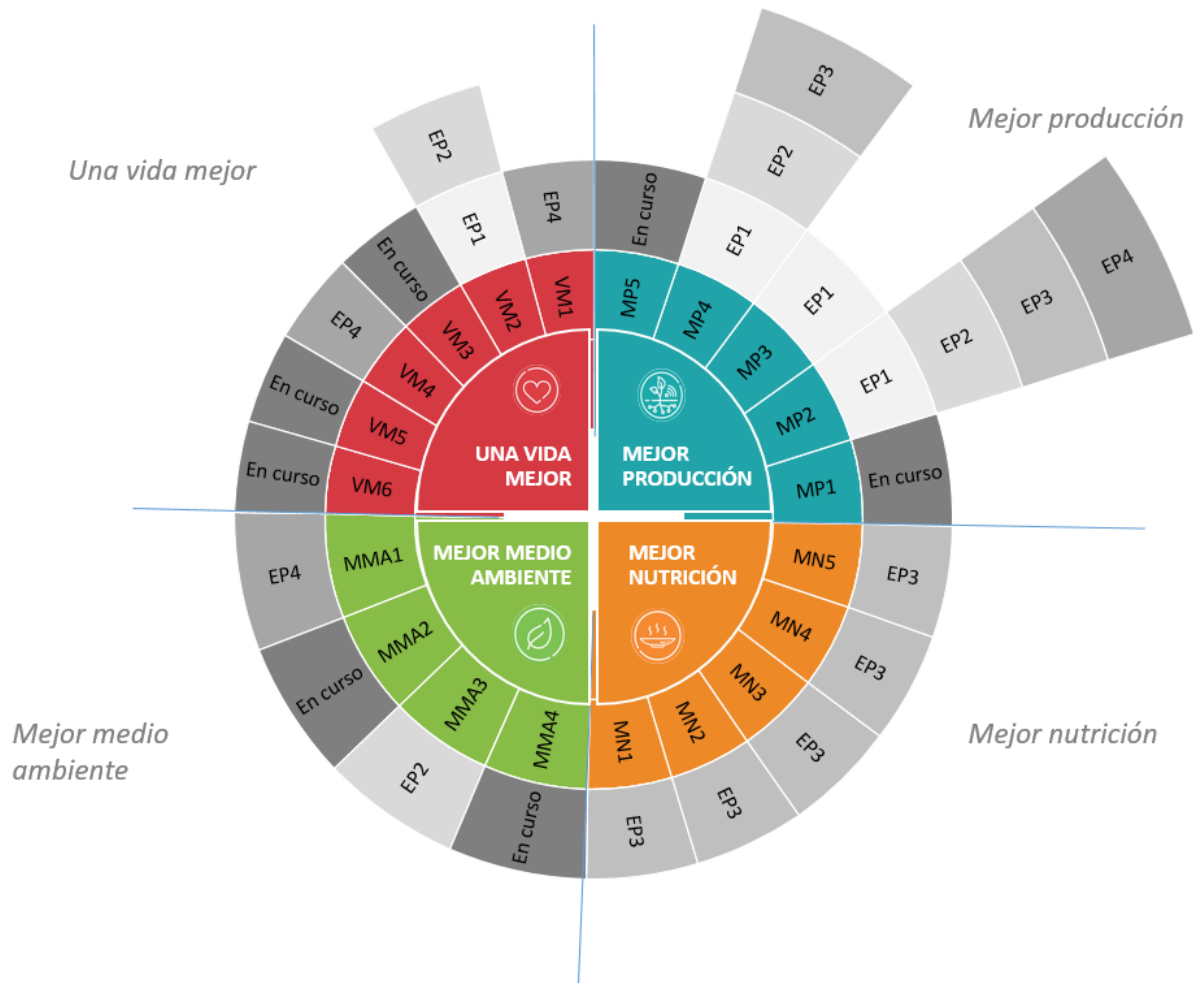 Una vida mejor
Mejor producción
EP3
EP2
EP1
En curso
MP5
MP4
EP1
MP3
EP4
EP3
EP2
EP1
MP2
En curso
MP1
EP2
EP1
EP4
VM1
VM2
En curso
VM3
EP4
VM4
En curso
VM5
En curso
VM6
UNA VIDA
MEJOR
MEJOR
PRODUCCIÓN
MEJOR MEDIO
AMBIENTE
MEJOR
NUTRICIÓN
EP4
MMA1
En curso
MMA2
EP2
MMA3
En curso
MMA4
MN5
EP3
MN4
EP3
MN3
EP3
MN2
EP3
MN1
EP3
Mejor medio
ambiente
Mejor nutrición